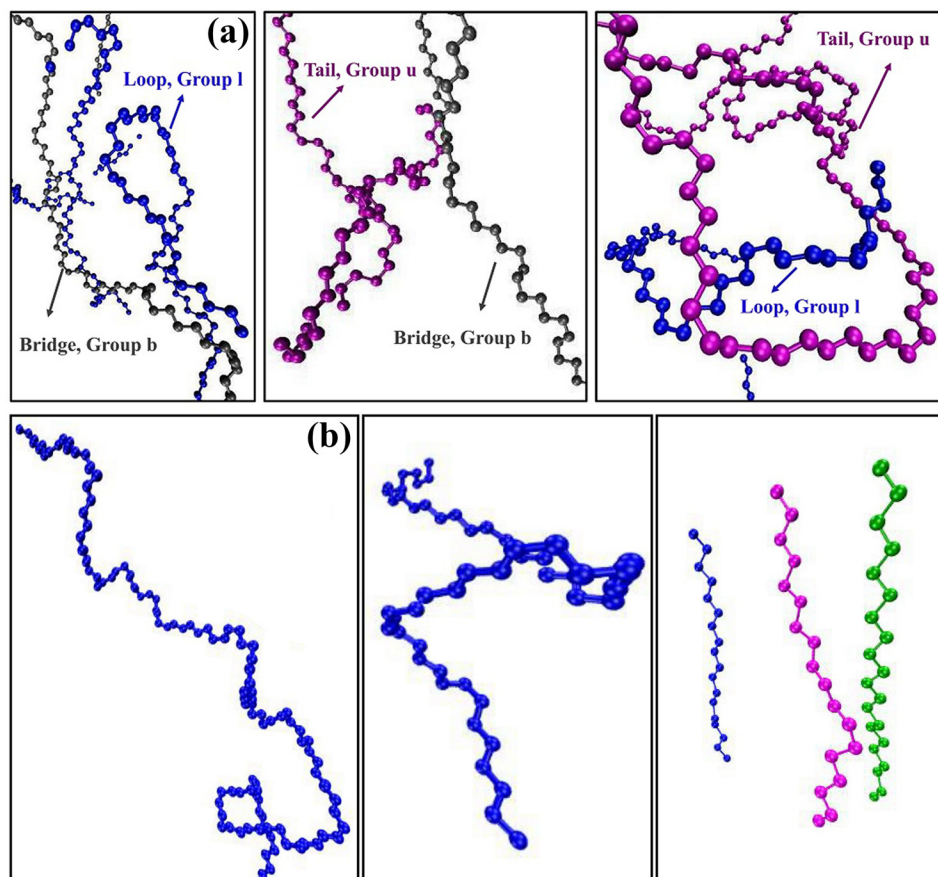 (a)
Loop, Group l
Bridge, Group b
Tail, Group u
Bridge, Group b
Tail, Group u
Loop, Group l
(b)